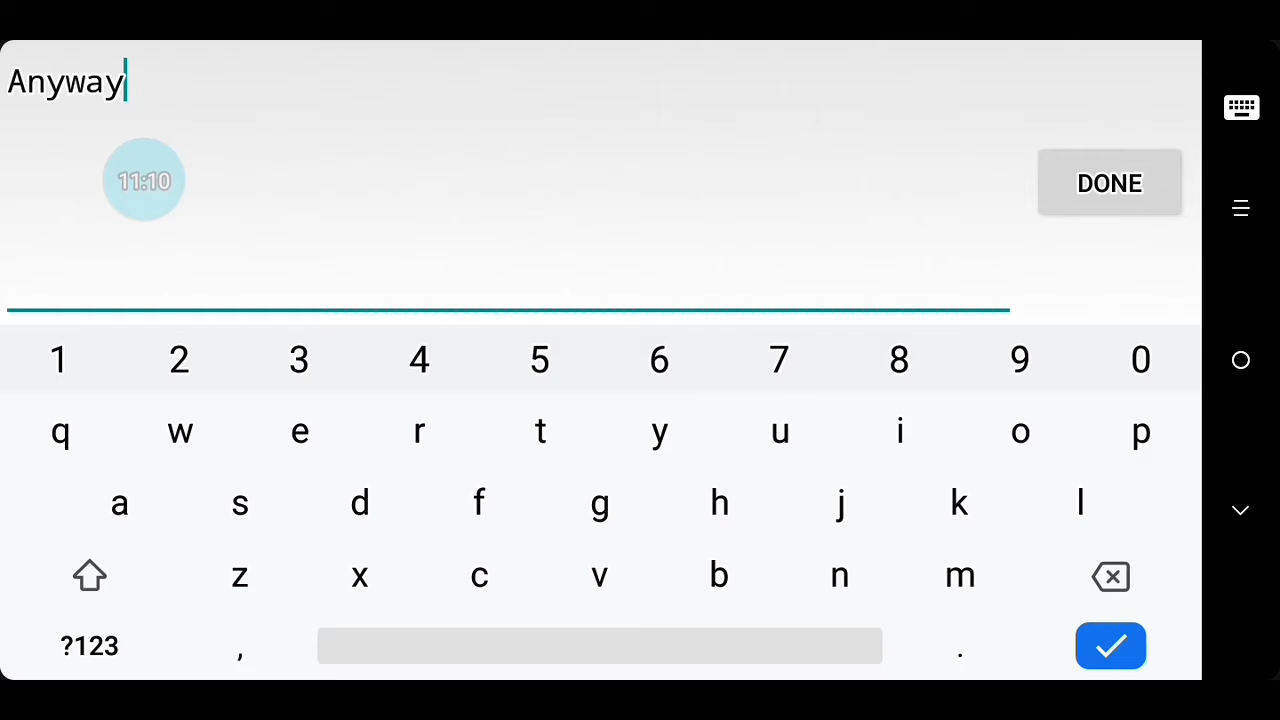 Anyway
11:10
DONE
1 2 3 4 5 6 7 8 9 0
q w e r t y u i o p
a s d f g h j k l
z x c v b n m
?123 , .